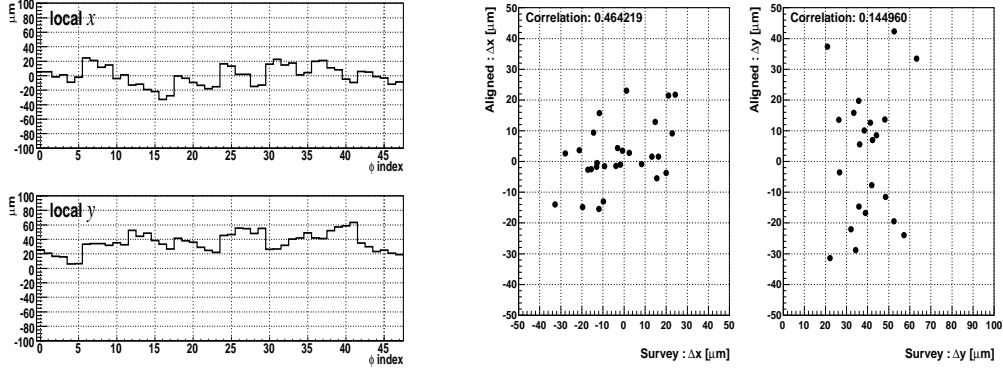 μm
local x
100
80
60
40
20
0
-20
-40
-60
-80
-100
0 5 10 15 20 25 30 35 40 45
ϕ index
μm
local y
100
80
60
40
20
0
-20
-40
-60
-80
-100
0 5 10 15 20 25 30 35 40 45
ϕ index
Aligned : Δx [μm]
Correlation: 0.464219
50
40
30
20
10
0
-10
-20
-30
-40
-50
-50 -40 -30 -20 -10 0 10 20 30 40 50
Survey : Δx [μm]
Aligned : Δy [μm]
Correlation: 0.144960
50
40
30
20
10
0
-10
-20
-30
-40
-50
0 10 20 30 40 50 60 70 80 90 100
Survey : Δy [μm]